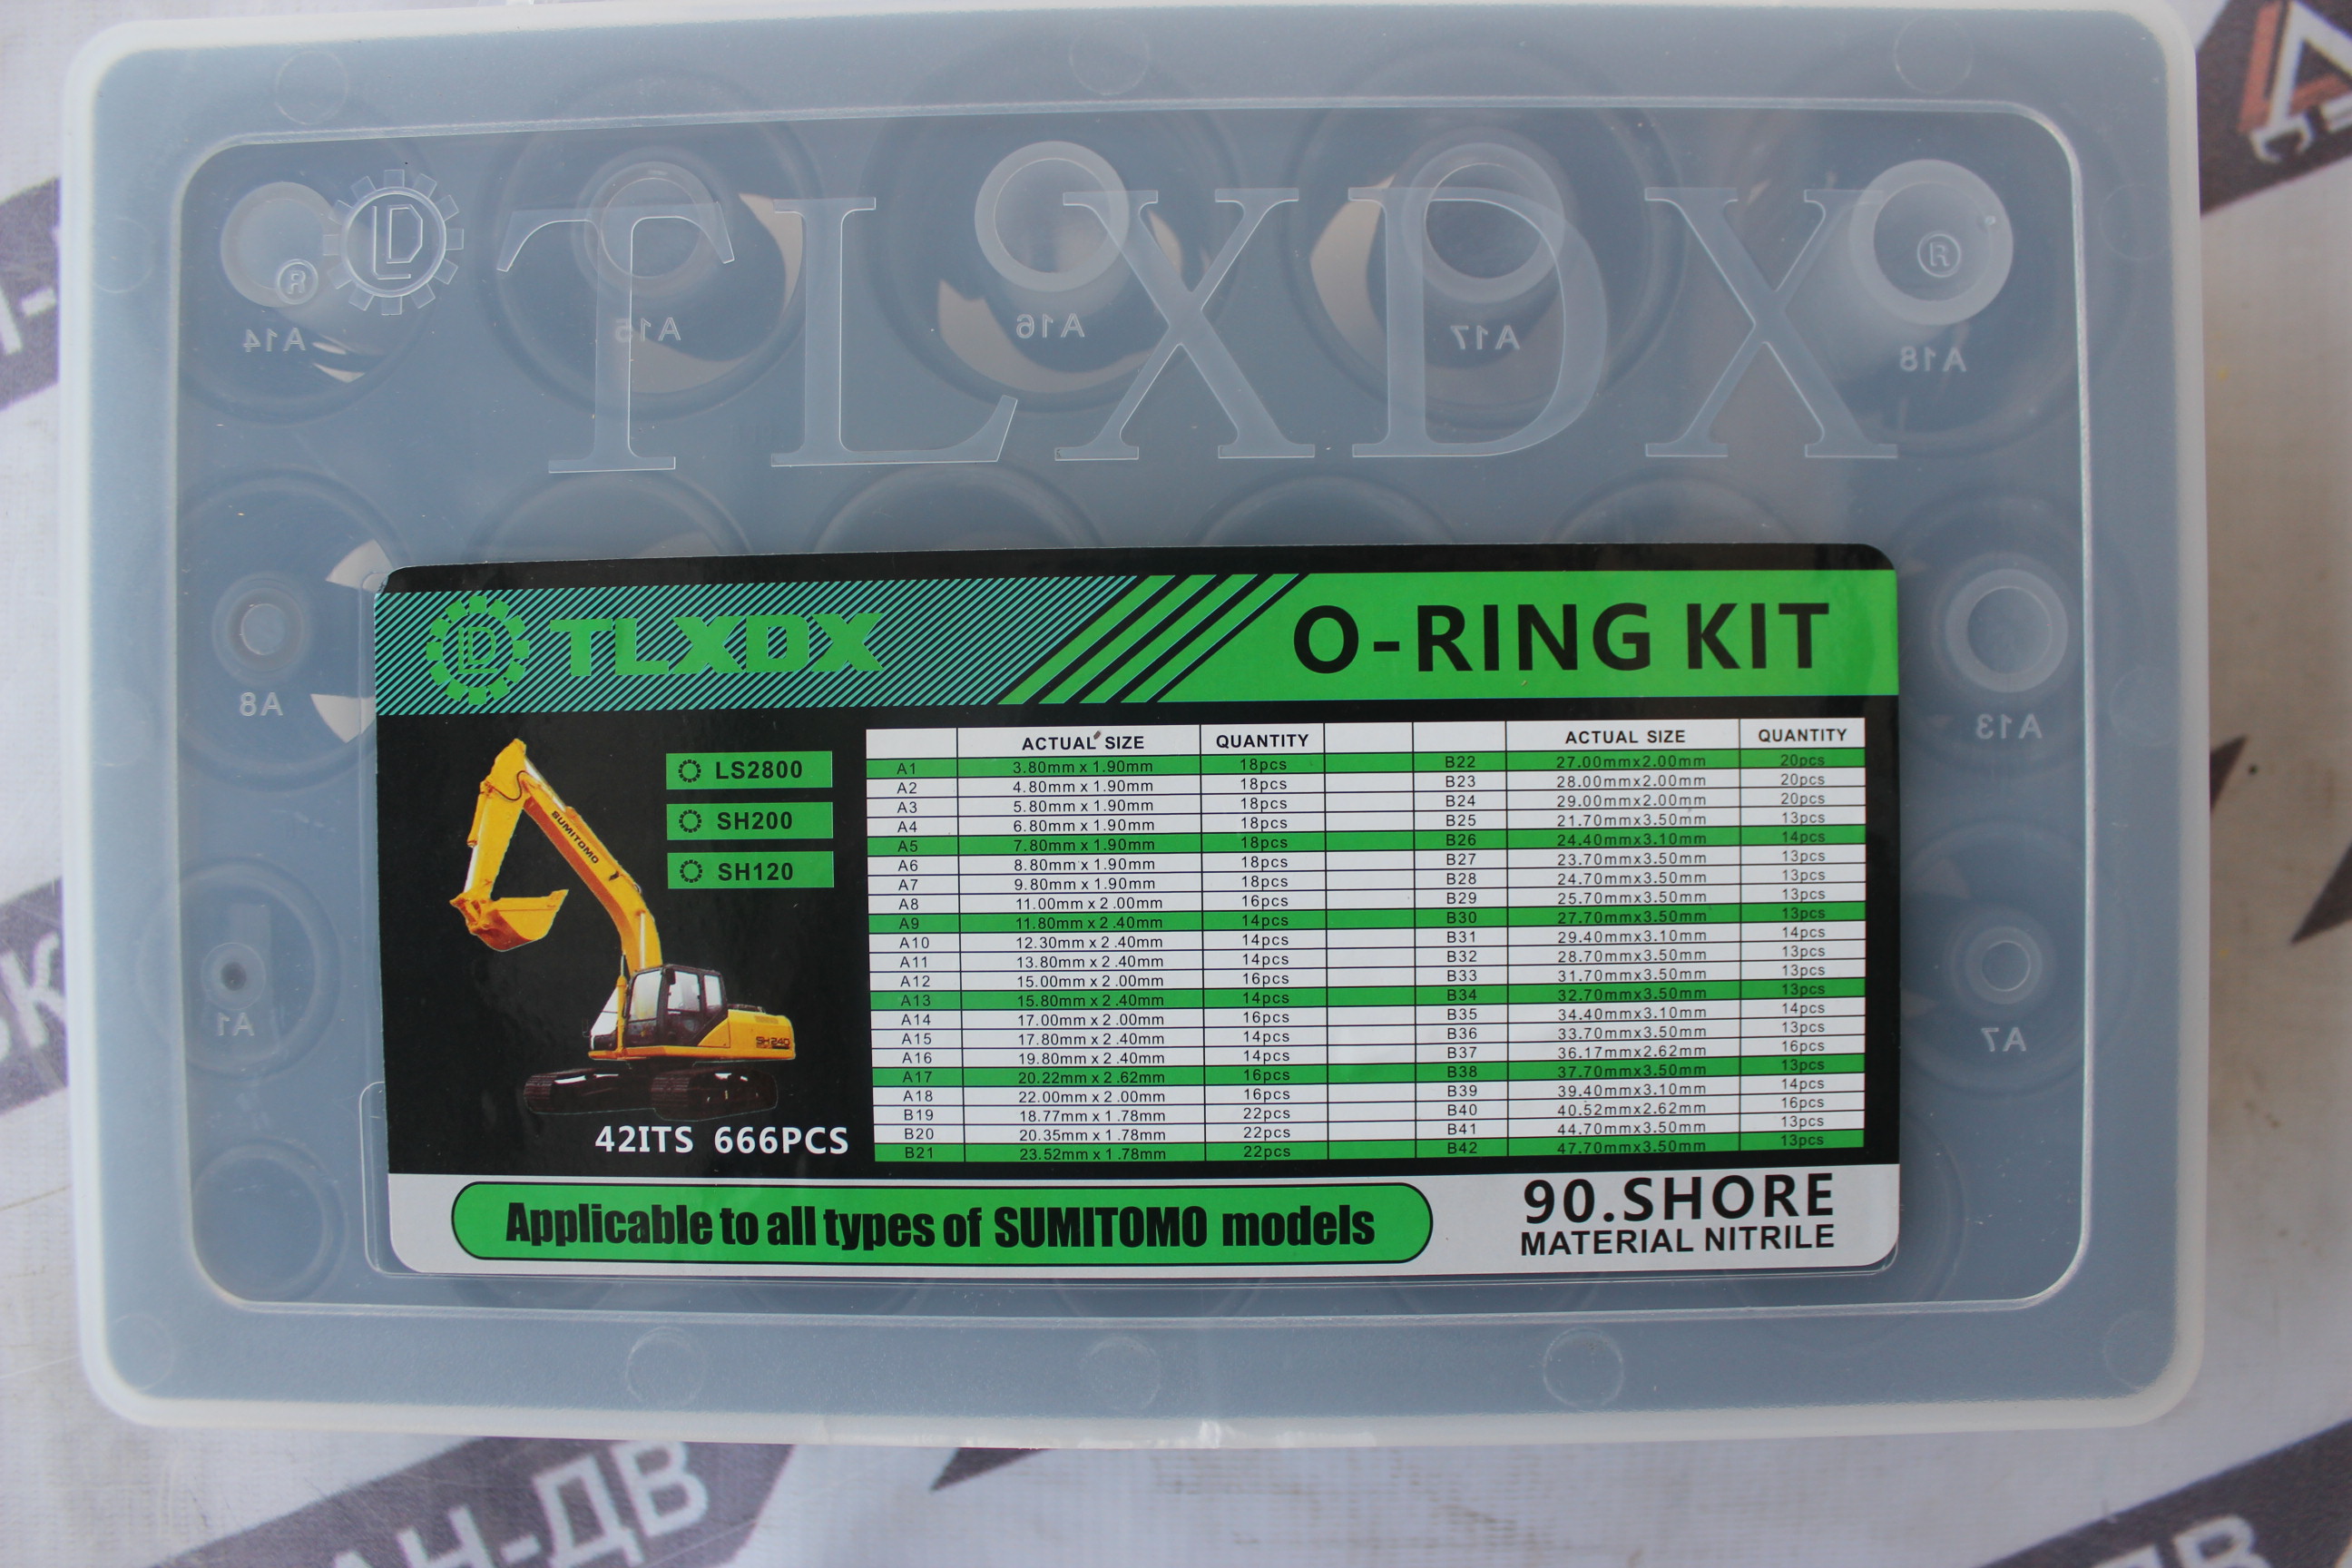 TLXDX
®
®
A14
A15
A16
A17
A18
A8
A13
A1
A7
TLXDX
O-RING KIT
LS2800
SH200
SH120
SUMITOMO
SH240
42ITS 666PCS
ACTUAL SIZE QUANTITY ACTUAL SIZE QUANTITY
A1 3.80mm x 1.90mm 18pcs B22 27.00mmx2.00mm 20pcs
A2 4.80mm x 1.90mm 18pcs B23 28.00mmx2.00mm 20pcs
A3 5.80mm x 1.90mm 18pcs B24 29.00mmx2.00mm 20pcs
A4 6.80mm x 1.90mm 18pcs B25 21.70mmx3.50mm 13pcs
A5 7.80mm x 1.90mm 18pcs B26 24.40mmx3.10mm 14pcs
A6 8.80mm x 1.90mm 18pcs B27 23.70mmx3.50mm 13pcs
A7 9.80mm x 1.90mm 18pcs B28 24.70mmx3.50mm 13pcs
A8 11.00mm x 2.00mm 16pcs B29 25.70mmx3.50mm 13pcs
A9 11.80mm x 2.40mm 14pcs B30 27.70mmx3.50mm 13pcs
A10 12.30mm x 2.40mm 14pcs B31 29.40mmx3.10mm 14pcs
A11 13.80mm x 2.40mm 14pcs B32 28.70mmx3.50mm 13pcs
A12 15.00mm x 2.00mm 16pcs B33 31.70mmx3.50mm 13pcs
A13 15.80mm x 2.40mm 14pcs B34 32.70mmx3.50mm 13pcs
A14 17.00mm x 2.00mm 16pcs B35 34.40mmx3.10mm 14pcs
A15 17.80mm x 2.40mm 14pcs B36 33.70mmx3.50mm 13pcs
A16 19.80mm x 2.40mm 14pcs B37 36.17mmx2.62mm 16pcs
A17 20.22mm x 2.62mm 16pcs B38 37.70mmx3.50mm 13pcs
A18 22.00mm x 2.00mm 16pcs B39 39.40mmx3.10mm 14pcs
B19 18.77mm x 1.78mm 22pcs B40 40.52mmx2.62mm 16pcs
B20 20.35mm x 1.78mm 22pcs B41 44.70mmx3.50mm 13pcs
B21 23.52mm x 1.78mm 22pcs B42 47.70mmx3.50mm 13pcs
Applicable to all types of SUMITOMO models
90.SHORE
MATERIAL NITRILE
АН-ДВ